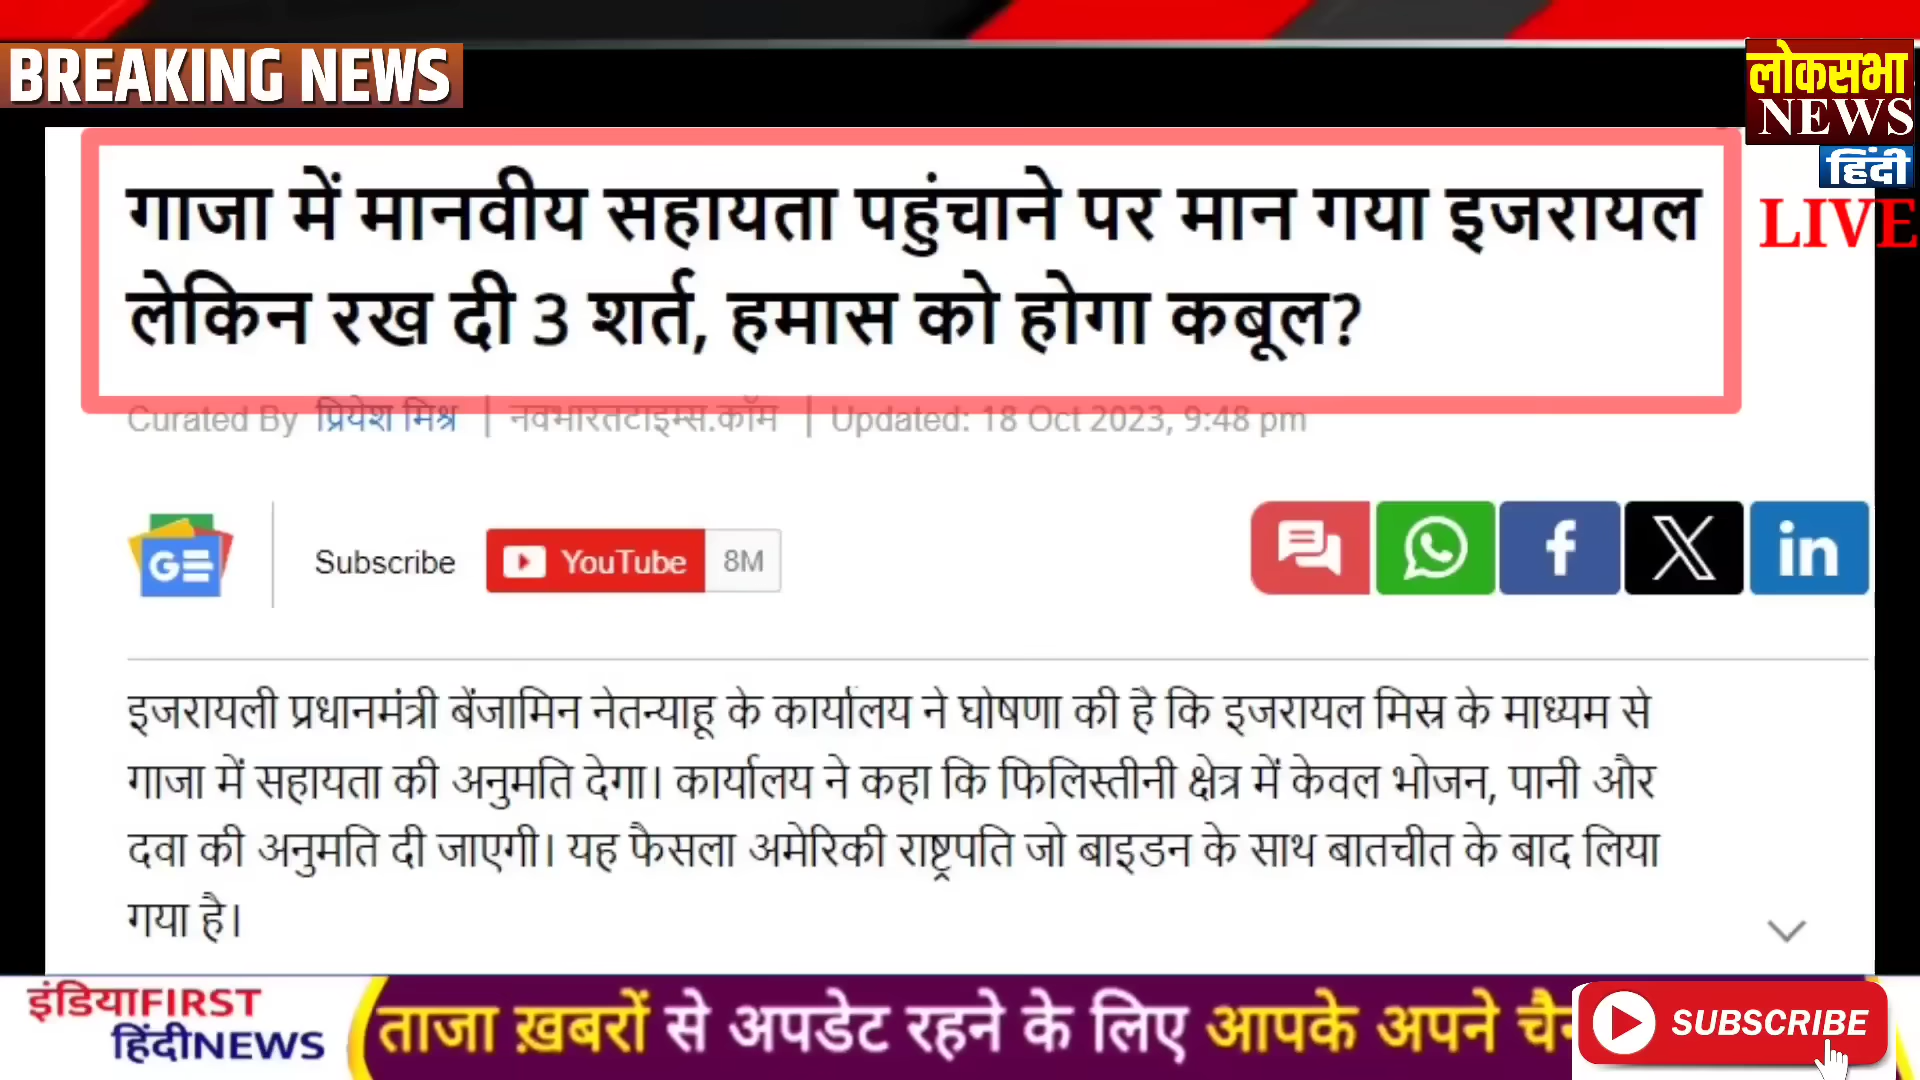 BREAKING NEWS
लोकसभा
NEWS
हिंदी
LIVE
गाजा में मानवीय सहायता पहुंचाने पर मान गया इजरायल
लेकिन रख दी 3 शर्त, हमास को होगा कबूल?
Curated By प्रियेश मिश्र | नवभारतटाइम्स.कॉम | Updated: 18 Oct 2023, 9:48 pm
Subscribe YouTube 8M
इजरायली प्रधानमंत्री बेंजामिन नेतन्याहू के कार्यालय ने घोषणा की है कि इजरायल मिस्र के माध्यम से
गाजा में सहायता की अनुमति देगा। कार्यालय ने कहा कि फिलिस्तीनी क्षेत्र में केवल भोजन, पानी और
दवा की अनुमति दी जाएगी। यह फैसला अमेरिकी राष्ट्रपति जो बाइडन के साथ बातचीत के बाद लिया
गया है।
इंडियाFIRST
हिंदीNEWS
ताजा ख़बरों से अपडेट रहने के लिए आपके अपने
SUBSCRIBE